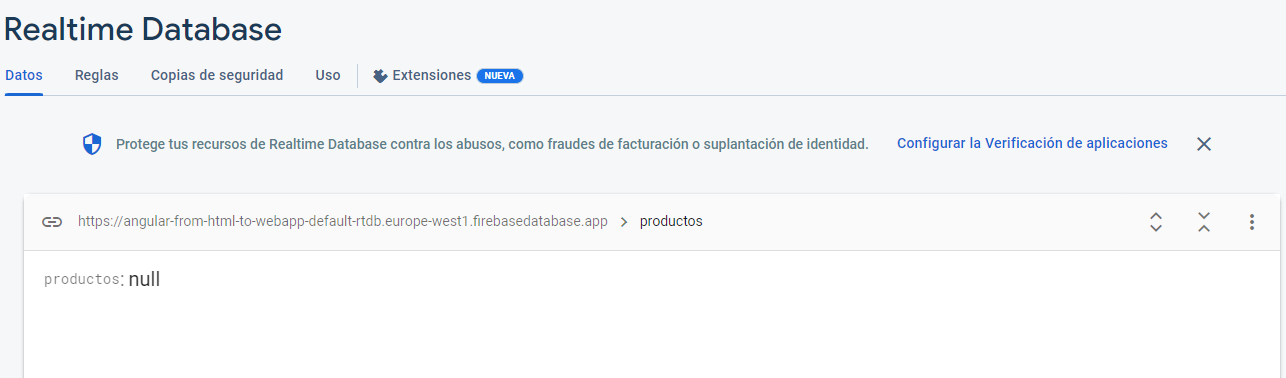 Realtime Database
Datos Reglas Copias de seguridad Uso Extensiones NUEVA
Protege tus recursos de Realtime Database contra los abusos, como fraudes de facturación o suplantación de identidad. Configurar la Verificación de aplicaciones
https://angular-from-html-to-webapp-default-rtdb.europe-west1.firebasedatabase.app > productos
productos: null